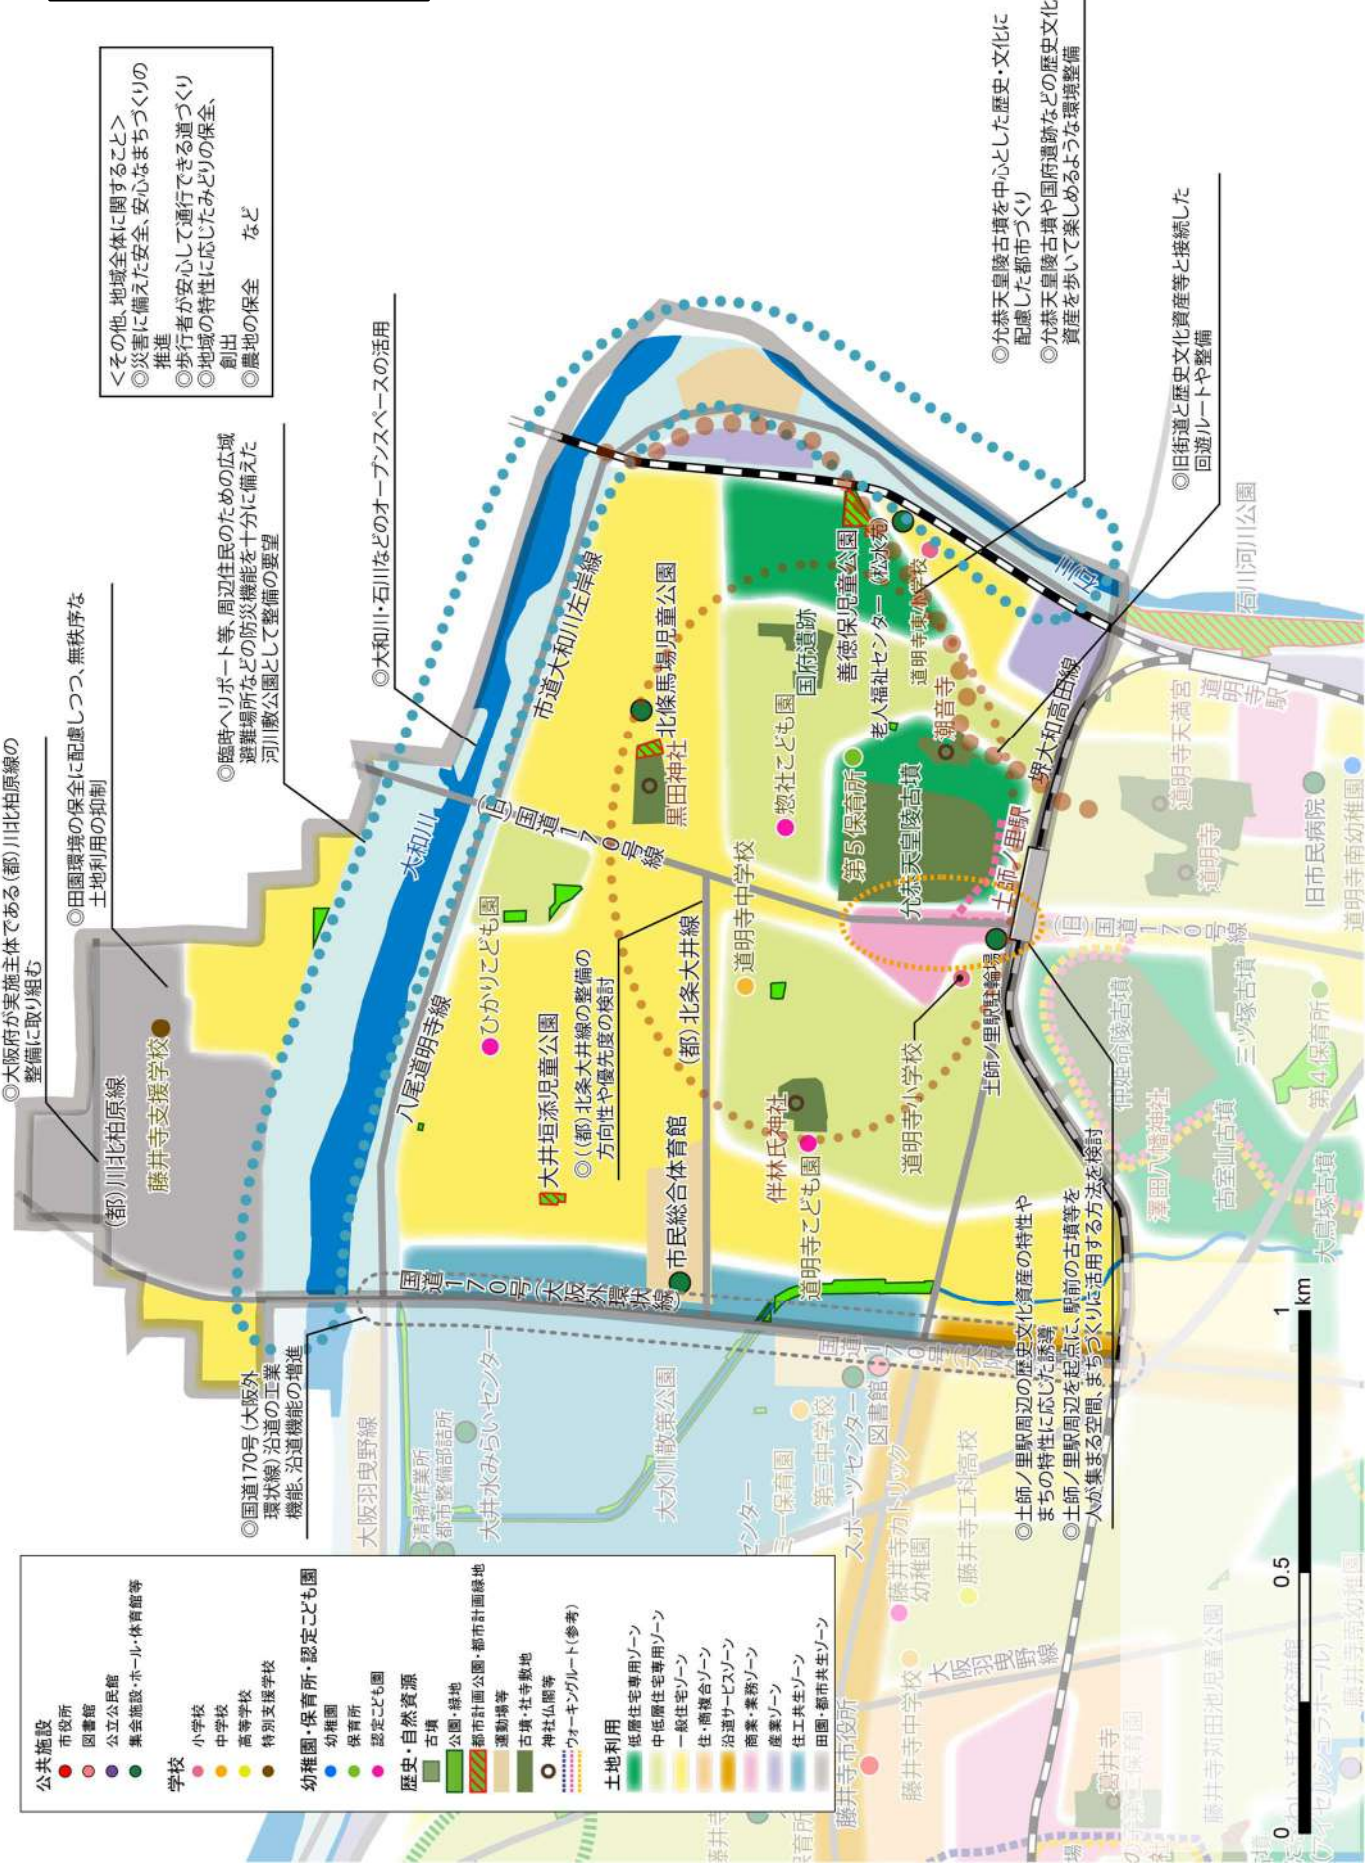 ＜その他、地域全体に関すること＞
◎災害に備えた安全、安心なまちづくりの
推進
◎歩行者が安心して通行できる道づくり
◎地域の特性に応じたみどりの保全、
創出
◎農地の保全　など
◎大阪府が実施主体である(都)川北柏原線の
整備に取り組む
◎田園環境の保全に配慮しつつ、無秩序な
土地利用の抑制
◎臨時ヘリポート等、周辺住民のための広域
避難場所などの防災機能を十分に備えた
河川敷公園として整備の要望
◎大和川・石川などのオープンスペースの活用
◎允恭天皇陵古墳を中心とした歴史・文化に
配慮した都市づくり
◎允恭天皇陵古墳や国府遺跡などの歴史文化
資産を歩いて楽しめるような環境整備
◎旧街道と歴史文化資産等と接続した
回遊ルートや整備
◎国道170号(大阪外
環状線)沿道の工業
機能、沿道機能の増進
◎((都)北条大井線の整備の
方向性や優先度の検討
◎土師ノ里駅周辺の歴史文化資産の特性や
まちの特性に応じた誘導
◎土師ノ里駅周辺を起点に、駅前の古墳等を
人が集まる空間、まちづくりに活用する方法を検討
(都)川北柏原線
藤井寺支援学校
大和川
市道大和川左岸線
八尾道明寺線
(旧)国道170号線
ひかりこども園
大井垣添児童公園
(都)北条大井線
市民総合体育館
国道170号(大阪外環状線)
北條馬場児童公園
黒田神社
惣社こども園
国府遺跡
善徳保児童公園
老人福祉センター(松水苑)
道明寺東小学校
潮音寺
第5保育所
允恭天皇陵古墳
道明寺中学校
道明寺小学校
伴林氏神社
道明寺こども園
土師ノ里駅駐輪場
土師ノ里駅
堺大和高田線
石川
石川河川公園
道明寺駅
道明寺天満宮
道明寺
旧市民病院
道明寺南幼稚園
(旧)国道170号線
仲姫命陵古墳
三ツ塚古墳
第4保育所
澤田八幡神社
古室山古墳
大鳥塚古墳
大阪羽曳野線
清掃作業所
都市整備部詰所
大井水みらいセンター
大水川散策公園
第三中学校
スポーツセンター
図書館
藤井寺カトリック
幼稚園
藤井寺工科高校
大阪羽曳野線
藤井寺市役所
藤井寺中学校
葛井寺
藤井寺苅田池児童公園
公共施設
市役所
図書館
公立公民館
集会施設・ホール・体育館等
学校
小学校
中学校
高等学校
特別支援学校
幼稚園・保育所・認定こども園
幼稚園
保育所
認定こども園
歴史・自然資源
古墳
公園・緑地
都市計画公園・都市計画緑地
運動場等
古墳・社寺敷地
神社仏閣等
ウォーキングルート(参考)
土地利用
低層住宅専用ゾーン
中低層住宅専用ゾーン
一般住宅ゾーン
住・商複合ゾーン
沿道サービスゾーン
商業・業務ゾーン
産業ゾーン
住工共生ゾーン
田園・都市共生ゾーン
0
0.5
1
km